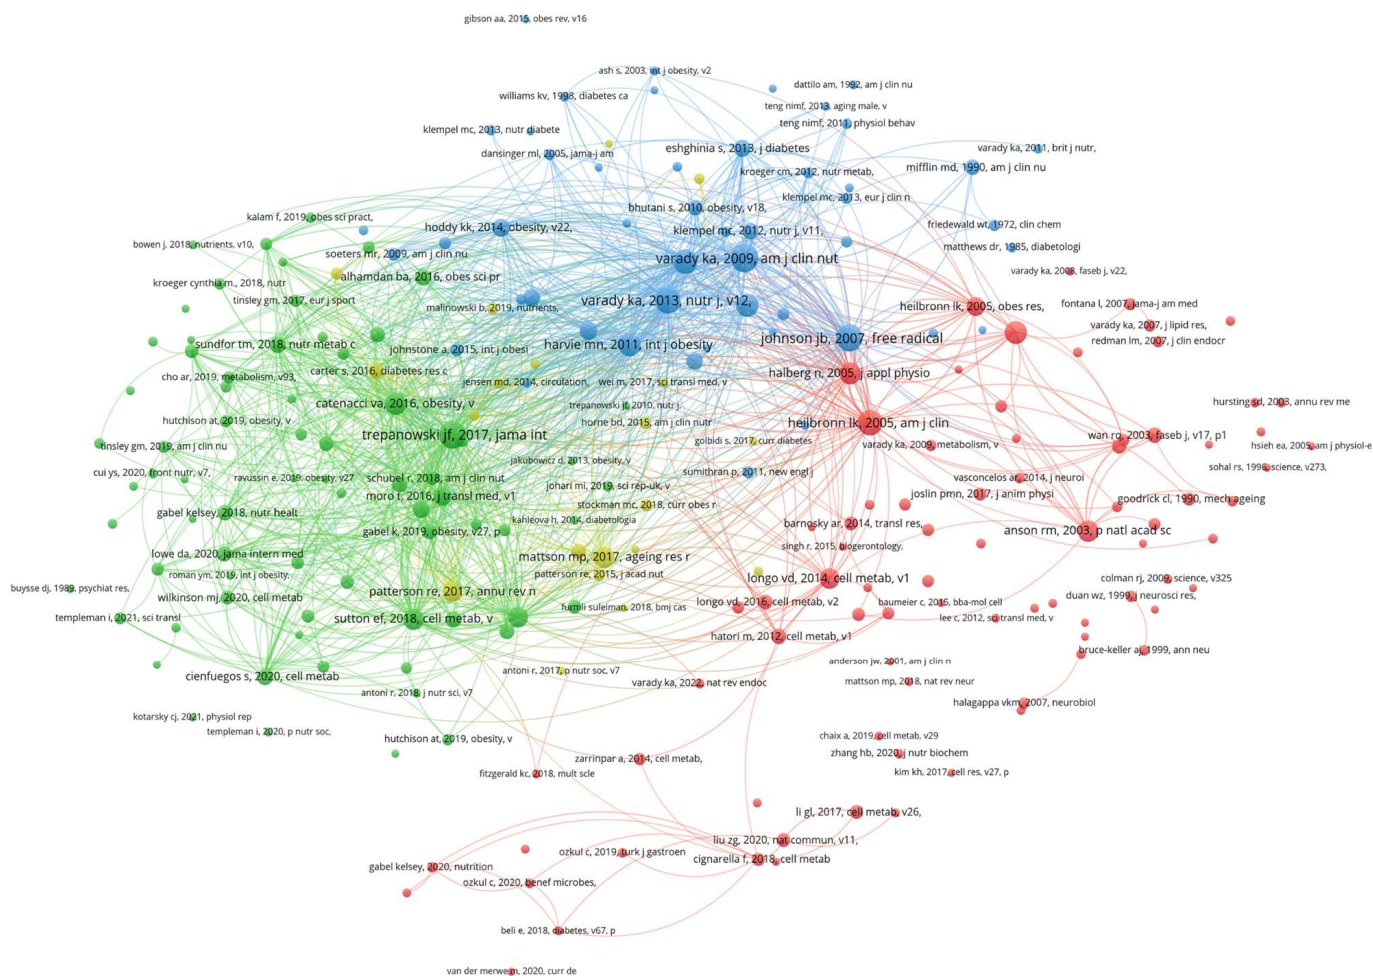 gibson aa, 2015, obes rev, v16
ash s, 2003, int j obesity, v2
dattilo am, 1992, am j clin nu
williams kv, 1998, diabetes ca
teng nimf, 2013, aging male, v
teng nimf, 2011, physiol behav
klempel mc, 2013, nutr diabete
eshghinia s, 2013, j diabetes
varady ka, 2011, brit j nutr,
dansinger ml, 2005, jama-j am
mifflin md, 1990, am j clin nu
kroeger cm, 2012, nutr metab,
klempel mc, 2013, eur j clin n
bhutani s, 2010, obesity, v18,
kalam f, 2019, obes sci pract,
hoddy kk, 2014, obesity, v22,
friedewald wt, 1972, clin chem
klempel mc, 2012, nutr j, v11,
bowen j, 2018, nutrients, v10,
matthews dr, 1985, diabetologi
soeters mr, 2009, am j clin nu
varady ka, 2009, am j clin nut
varady ka, 2008, faseb j, v22,
alhamdan ba, 2016, obes sci pr
kroeger cynthia m., 2018, nutr
tinsley gm, 2017, eur j sport
varady ka, 2013, nutr j, v12,
fontana l, 2007, jama-j am med
heilbronn lk, 2005, obes res,
malinowski b, 2019, nutrients,
varady ka, 2007, j lipid res,
johnson jb, 2007, free radical
redman lm, 2007, j clin endocr
sundfor tm, 2018, nutr metab c
harvie mn, 2011, int j obesity
johnstone a, 2015, int j obesi
carter s, 2016, diabetes res c
halberg n, 2005, j appl physio
cho ar, 2019, metabolism, v93,
jensen md, 2014, circulation,
wei m, 2017, sci transl med, v
hursting sd, 2003, annu rev me
catenacci va, 2016, obesity, v
trepanowski jf, 2010, nutr j,
hutchison at, 2019, obesity, v
horne bd, 2015, am j clin nutr
heilbronn lk, 2005, am j clin
trepanowski jf, 2017, jama int
wan rq, 2003, faseb j, v17, p1
golbidi s, 2017, curr diabetes
varady ka, 2009, metabolism, v
tinsley gm, 2019, am j clin nu
hsieh ea, 2005, am j physiol-e
jakubowicz d, 2013, obesity, v
sohal rs, 1996, science, v273,
cui ys, 2020, front nutr, v7,
ravussin e, 2019, obesity, v27
schubel r, 2018, am j clin nut
sumithran p, 2011, new engl j
vasconcelos ar, 2014, j neuroi
johari mi, 2019, sci rep-uk, v
moro t, 2016, j transl med, v1
joslin pmn, 2017, j anim physi
goodrick cl, 1990, mech ageing
stockman mc, 2018, curr obes r
gabel kelsey, 2018, nutr healt
kahleova h, 2014, diabetologia
barnosky ar, 2014, transl res,
gabel k, 2019, obesity, v27, p
anson rm, 2003, p natl acad sc
singh r, 2015, biogerontology,
lowe da, 2020, jama intern med
mattson mp, 2017, ageing res r
roman ym, 2019, int j obesity,
patterson re, 2015, j acad nut
longo vd, 2014, cell metab, v1
colman rj, 2009, science, v325
buysse dj, 1989, psychiat res,
patterson re, 2017, annu rev n
duan wz, 1999, j neurosci res,
wilkinson mj, 2020, cell metab
longo vd, 2016, cell metab, v2
baumeier c, 2015, bba-mol cell
furmli suleiman, 2018, bmj cas
templeman i, 2021, sci transl
sutton ef, 2018, cell metab, v
lee c, 2012, sci transl med, v
hatori m, 2012, cell metab, v1
bruce-keller aj, 1999, ann neu
anderson jw, 2001, am j clin n
antoni r, 2017, p nutr soc, v7
cienfuegos s, 2020, cell metab
mattson mp, 2018, nat rev neur
varady ka, 2022, nat rev endoc
antoni r, 2018, j nutr sci, v7
halagappa vkm, 2007, neurobiol
kotarsky cj, 2021, physiol rep
templeman i, 2020, p nutr soc,
chaix a, 2019, cell metab, v29
hutchison at, 2019, obesity, v
zhang hb, 2020, j nutr biochem
zarrinpar a, 2014, cell metab,
kim kh, 2017, cell res, v27, p
fitzgerald kc, 2018, mult scle
li gl, 2017, cell metab, v26,
liu zg, 2020, nat commun, v11,
ozkul c, 2019, turk j gastroen
cignarella f, 2018, cell metab
gabel kelsey, 2020, nutrition
ozkul c, 2020, benef microbes,
beli e, 2018, diabetes, v67, p
van der merwe m, 2020, curr de